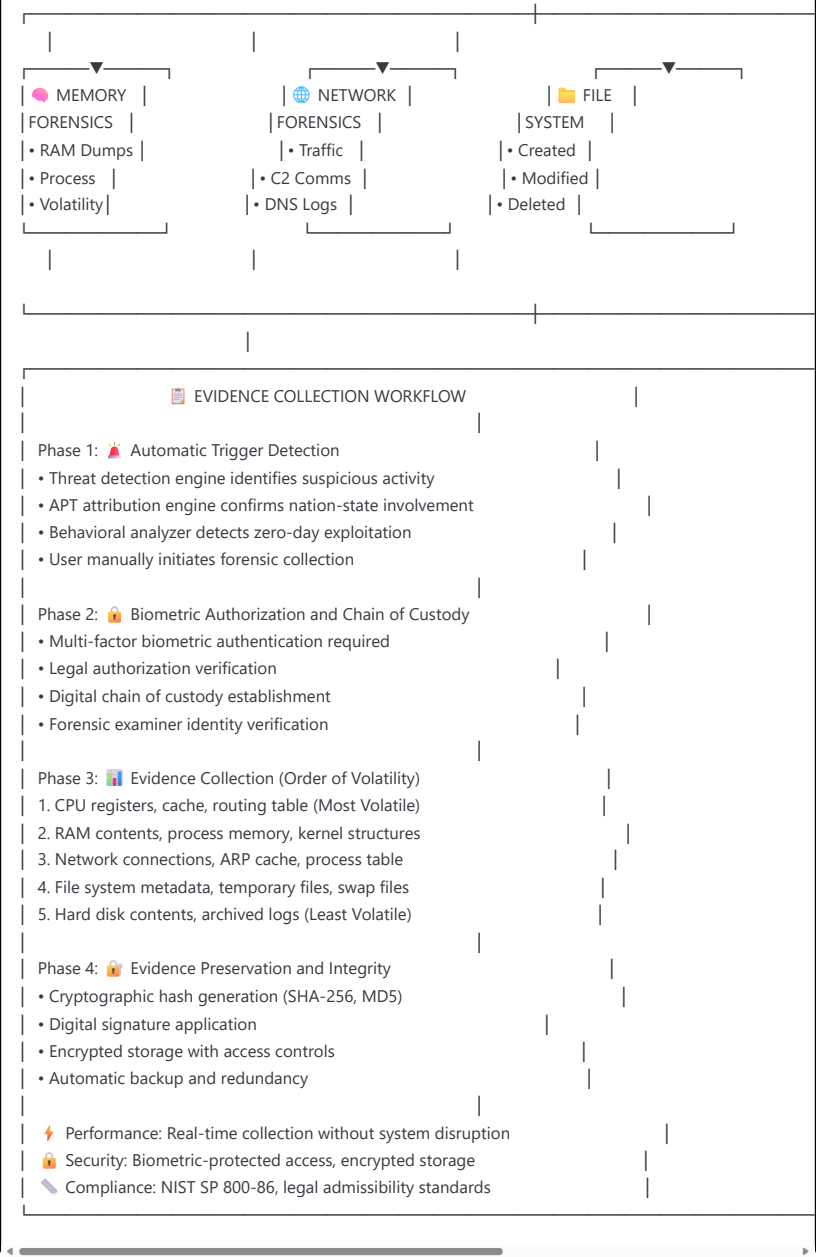 🧠 MEMORY 🌐 NETWORK 📁 FILE
FORENSICS FORENSICS SYSTEM
• RAM Dumps • Traffic • Created
• Process • C2 Comms • Modified
• Volatility • DNS Logs • Deleted
📋 EVIDENCE COLLECTION WORKFLOW
Phase 1: 🚨 Automatic Trigger Detection
• Threat detection engine identifies suspicious activity
• APT attribution engine confirms nation-state involvement
• Behavioral analyzer detects zero-day exploitation
• User manually initiates forensic collection
Phase 2: 🔒 Biometric Authorization and Chain of Custody
• Multi-factor biometric authentication required
• Legal authorization verification
• Digital chain of custody establishment
• Forensic examiner identity verification
Phase 3: 📊 Evidence Collection (Order of Volatility)
1. CPU registers, cache, routing table (Most Volatile)
2. RAM contents, process memory, kernel structures
3. Network connections, ARP cache, process table
4. File system metadata, temporary files, swap files
5. Hard disk contents, archived logs (Least Volatile)
Phase 4: 🔐 Evidence Preservation and Integrity
• Cryptographic hash generation (SHA-256, MD5)
• Digital signature application
• Encrypted storage with access controls
• Automatic backup and redundancy
⚡ Performance: Real-time collection without system disruption
🔒 Security: Biometric-protected access, encrypted storage
📏 Compliance: NIST SP 800-86, legal admissibility standards